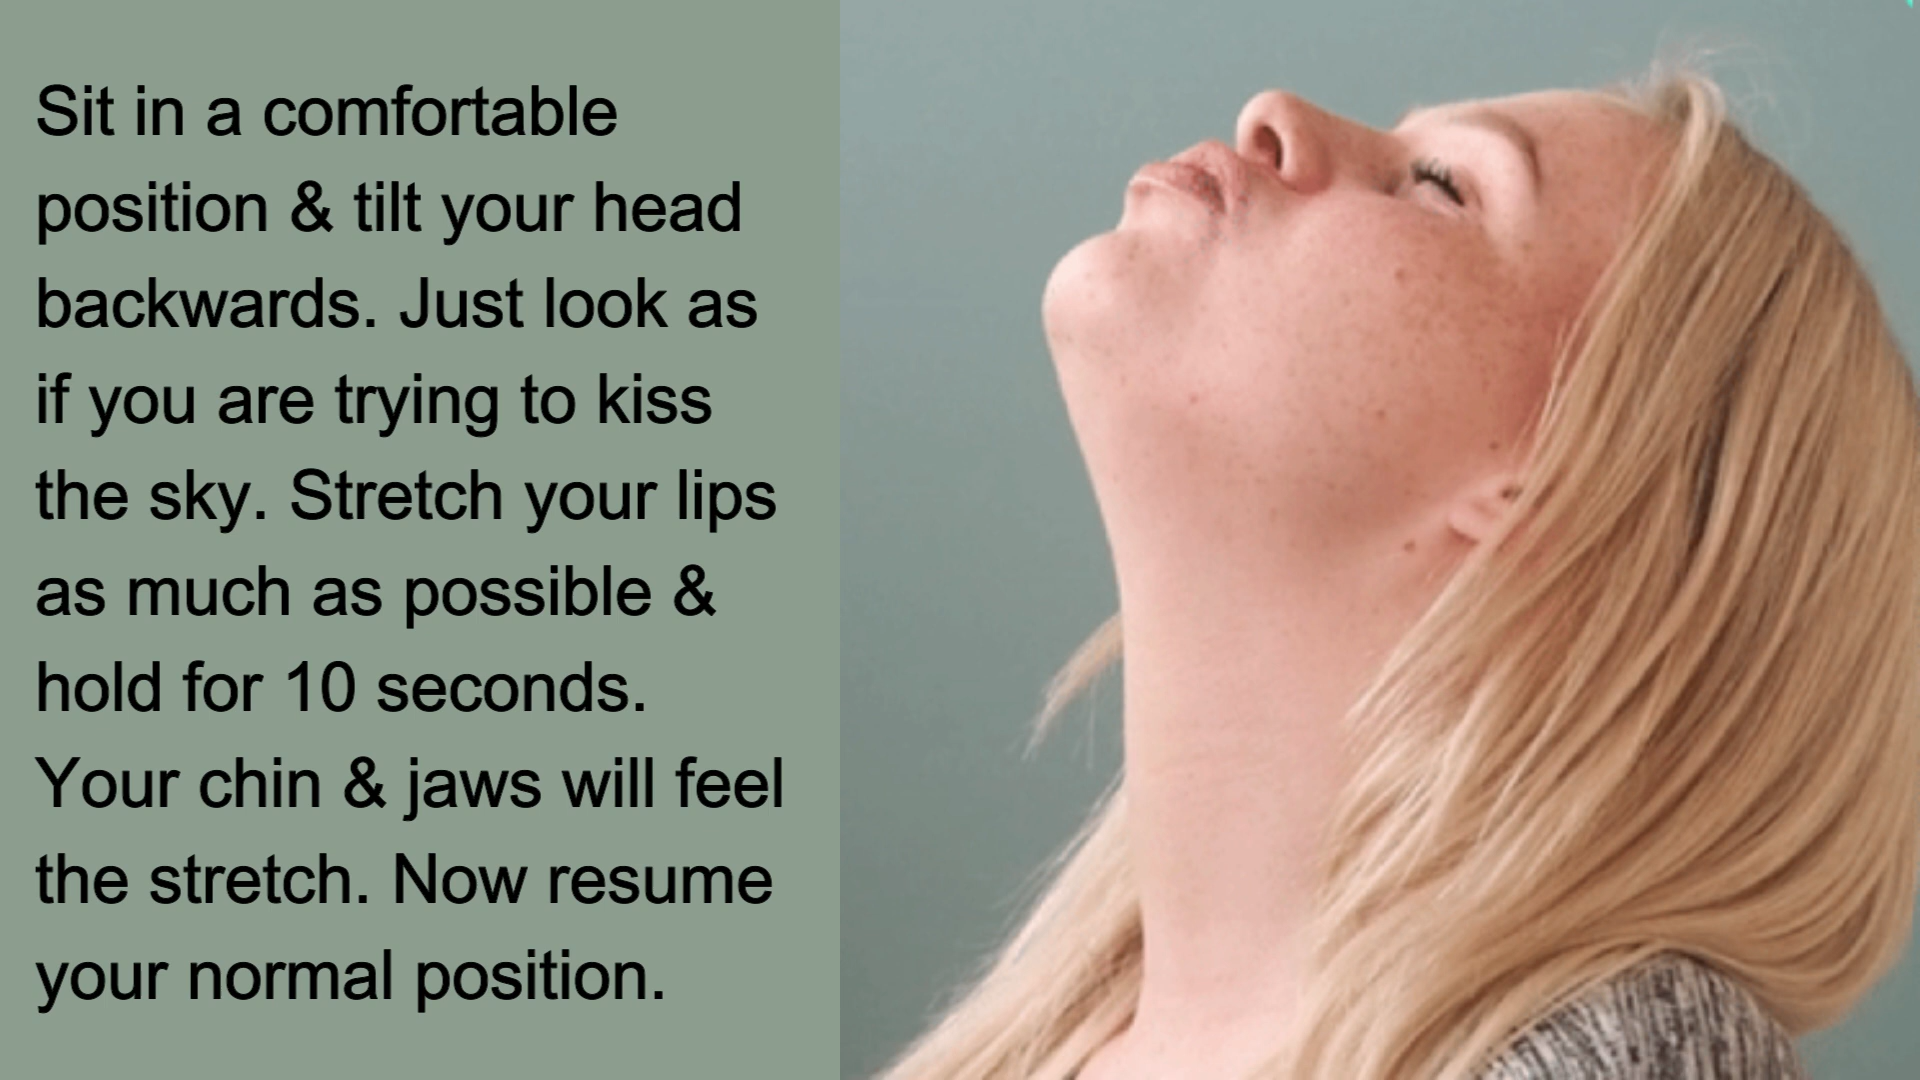 Sit in a comfortable
position & tilt your head
backwards. Just look as
if you are trying to kiss
the sky. Stretch your lips
as much as possible &
hold for 10 seconds.
Your chin & jaws will feel
the stretch. Now resume
your normal position.